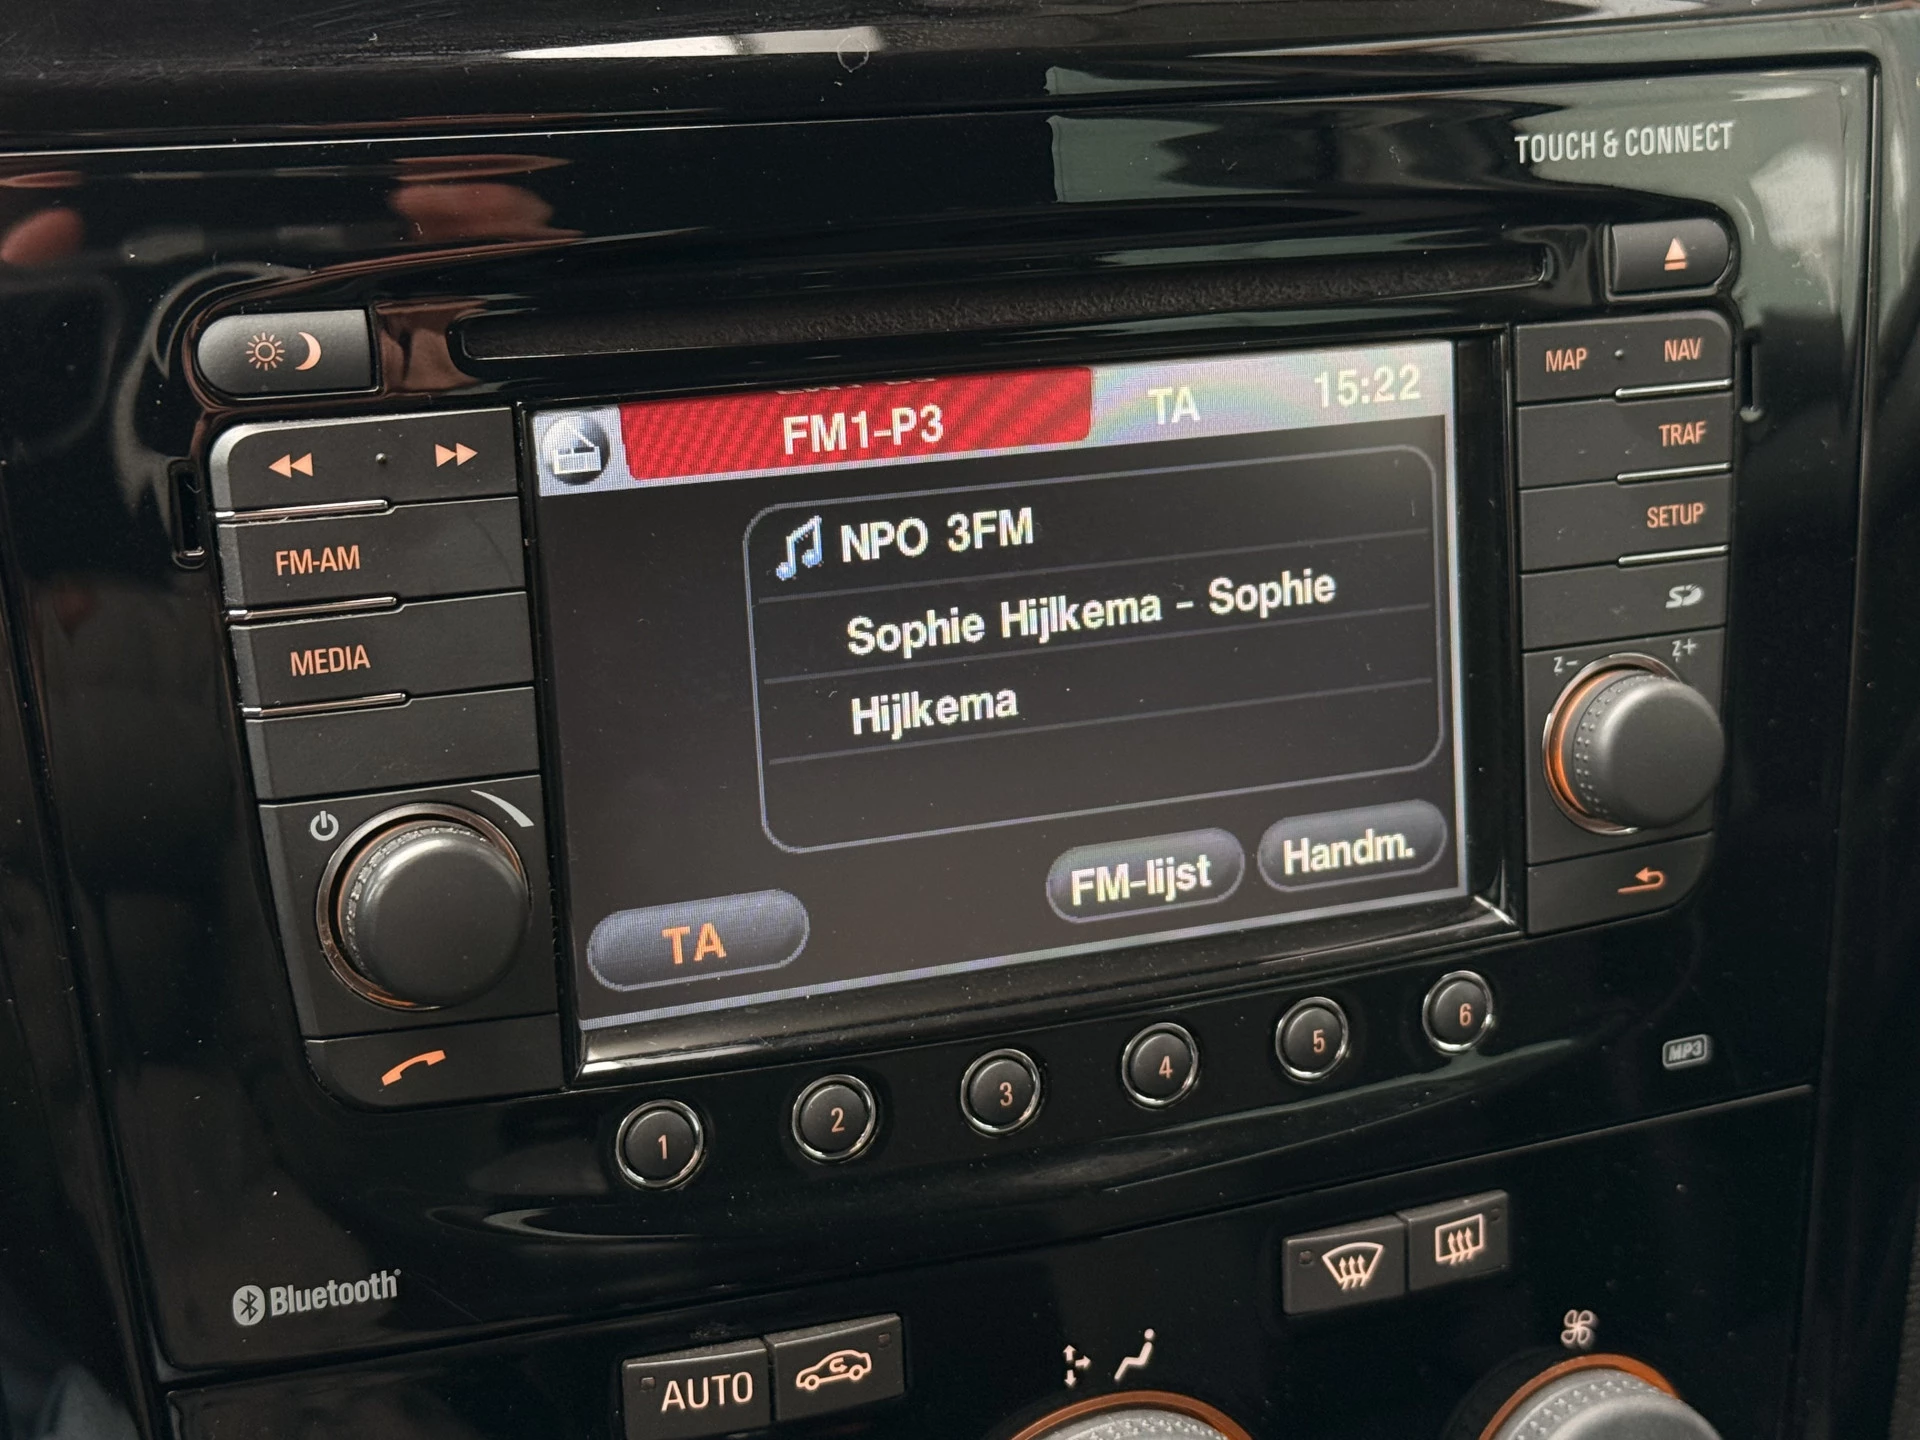 TOUCH & CONNECT
MAP · NAV
FM1-P3
TA
15:22
TRAF
FM-AM
NPO 3FM
SETUP
Sophie Hijlkema - Sophie
MEDIA
Hijlkema
z-
z+
FM-lijst
Handm.
TA
1
2
3
4
5
6
MP3
Bluetooth
AUTO